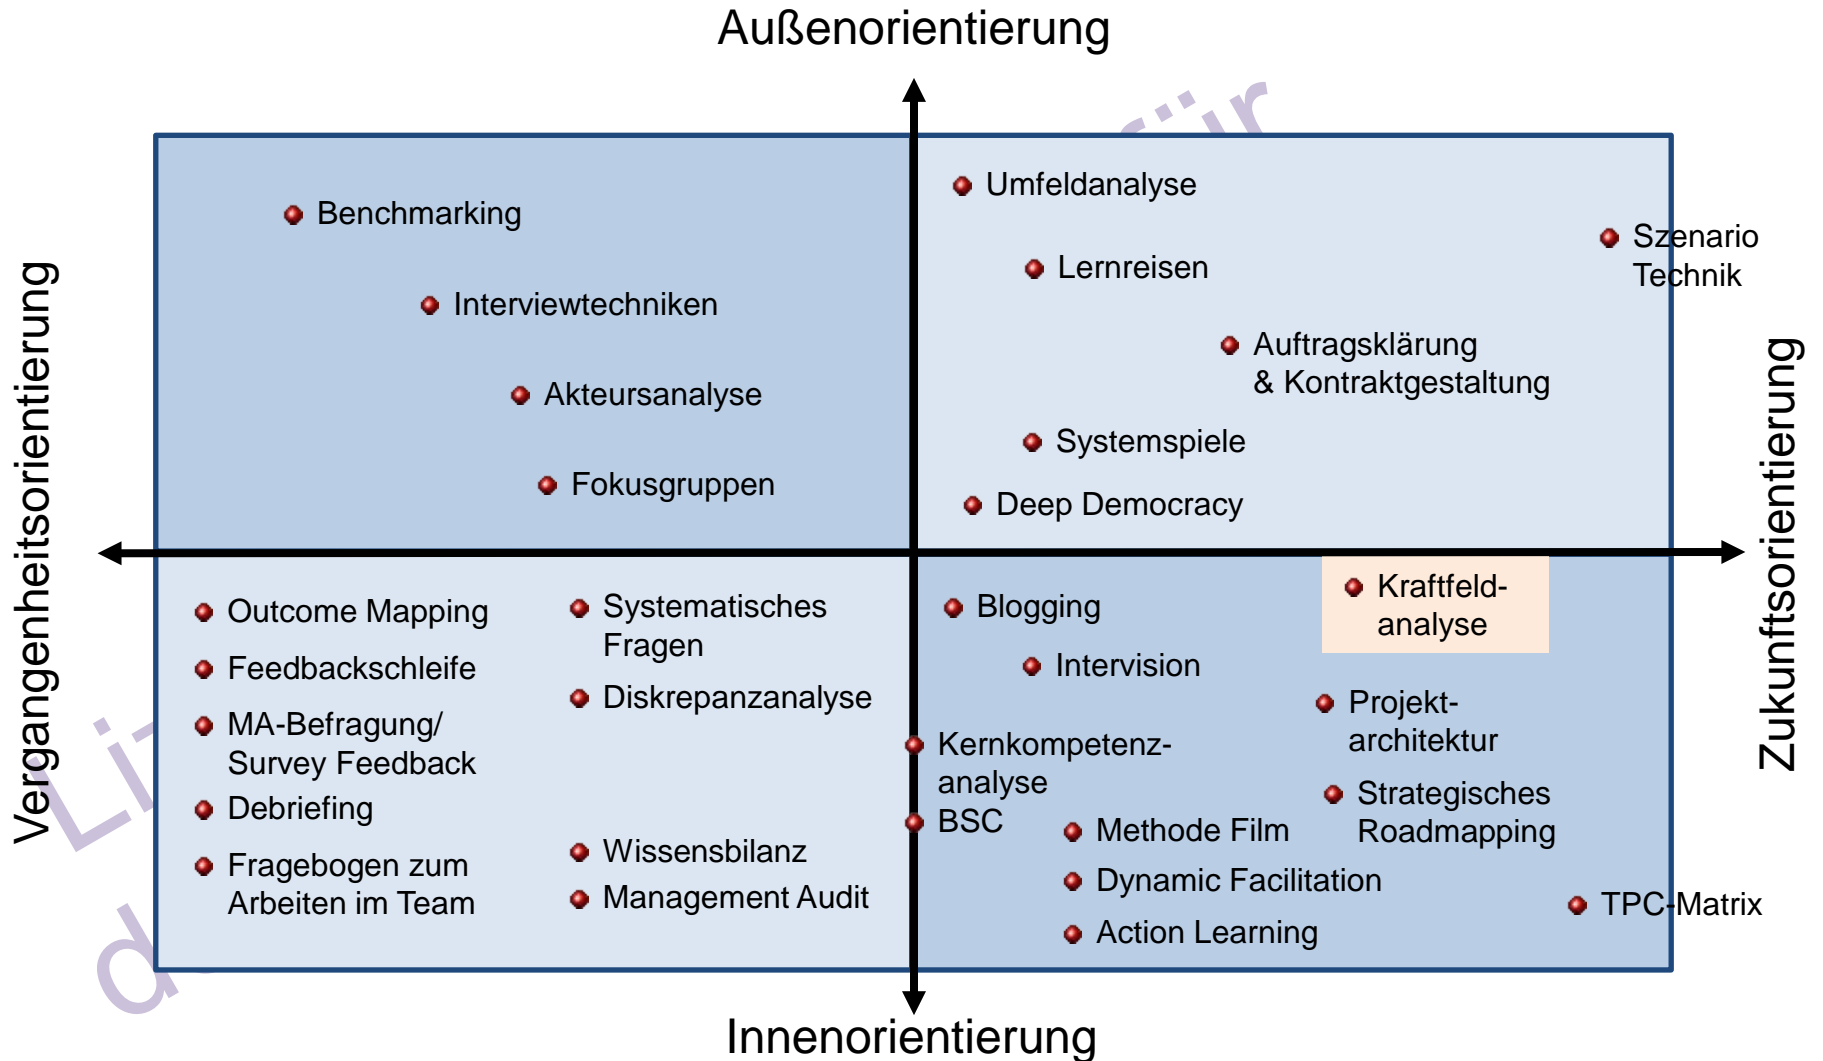 Außenorientierung
Vergangenheitsorientierung
Benchmarking
Interviewtechniken
Akteursanalyse
Fokusgruppen
Umfeldanalyse
Lernreisen
Szenario
Technik
Auftragsklärung
& Kontraktgestaltung
Systemspiele
Deep Democracy
Zukunftsorientierung
Outcome Mapping
Feedbackschleife
MA-Befragung/
Survey Feedback
Debriefing
Fragebogen zum
Arbeiten im Team
Systematisches
Fragen
Diskrepanzanalyse
Wissensbilanz
Management Audit
Blogging
Intervision
Kernkompetenz-
analyse
BSC
Methode Film
Dynamic Facilitation
Action Learning
Kraftfeld-
analyse
Projekt-
architektur
Strategisches
Roadmapping
TPC-Matrix
Innenorientierung
für